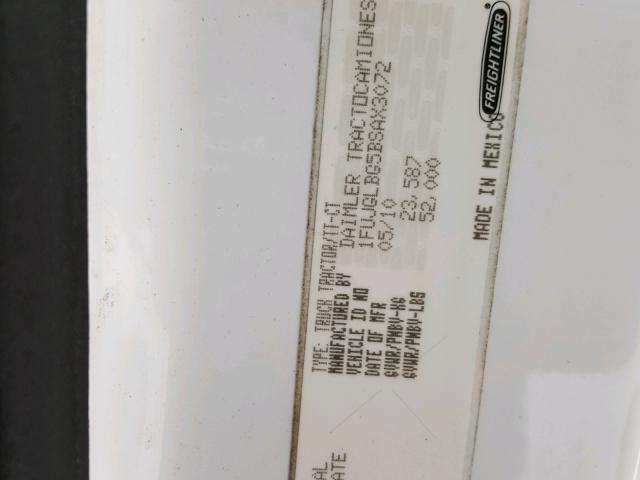 TYPE: TRUCK TRACTOR/TT-CT
MANUFACTURED BY DAIMLER TRACTOCAMIONES
VEHICLE ID NO 1FUJGLBG5BSAX3072
DATE OF MFR 05/10
GVWR/PNBV-KG 23,587
GVWR/PNBV-LBS 52,000
MADE IN MEXICO
FREIGHTLINER